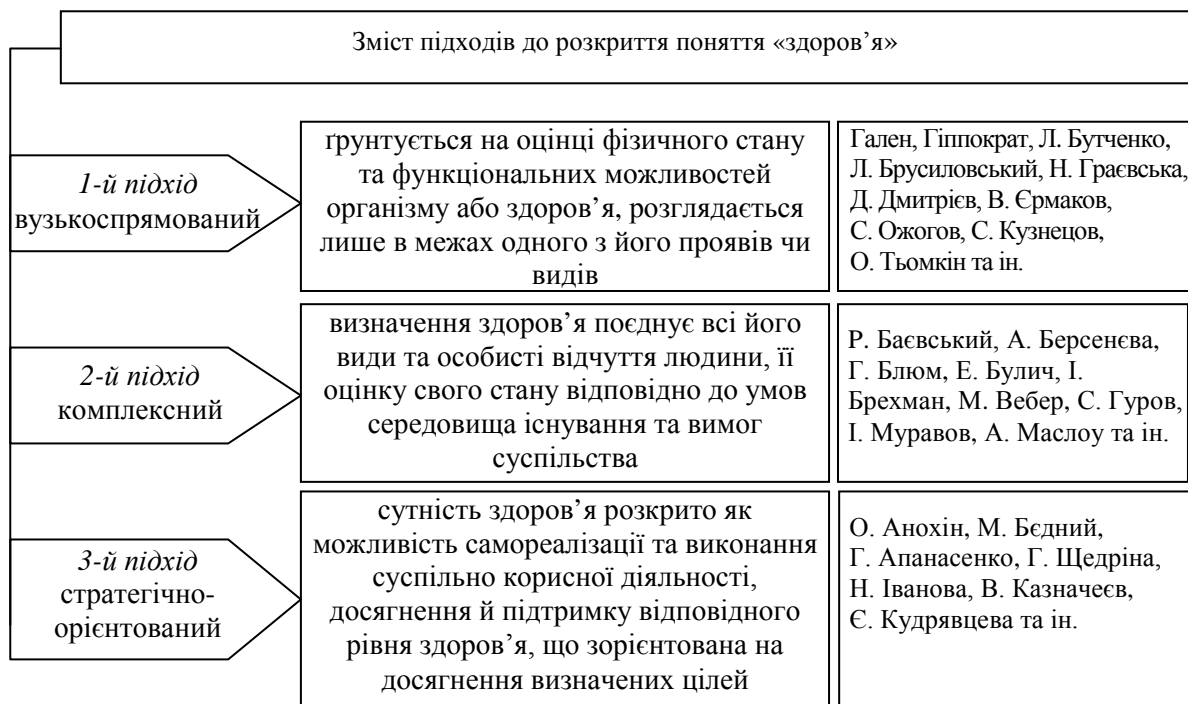 Зміст підходів до розкриття поняття «здоров’я»
1-й підхід
вузькоспрямований
ґрунтується на оцінці фізичного стану
та функціональних можливостей
організму або здоров’я, розглядається
лише в межах одного з його проявів чи
видів
Гален, Гіппократ, Л. Бутченко,
Л. Брусиловський, Н. Граєвська,
Д. Дмитрієв, В. Єрмаков,
С. Ожогов, С. Кузнецов,
О. Тьомкін та ін.
2-й підхід
комплексний
визначення здоров’я поєднує всі його
види та особисті відчуття людини, її
оцінку свого стану відповідно до умов
середовища існування та вимог
суспільства
Р. Баєвський, А. Берсенєва,
Г. Блюм, Е. Булич, І.
Брехман, М. Вебер, С. Гуров,
І. Муравов, А. Маслоу та ін.
3-й підхід
стратегічно-
орієнтований
сутність здоров’я розкрито як
можливість самореалізації та виконання
суспільно корисної діяльності,
досягнення й підтримку відповідного
рівня здоров’я, що зорієнтована на
досягнення визначених цілей
О. Анохін, М. Бєдний,
Г. Апанасенко, Г. Щедріна,
Н. Іванова, В. Казначеєв,
Є. Кудрявцева та ін.